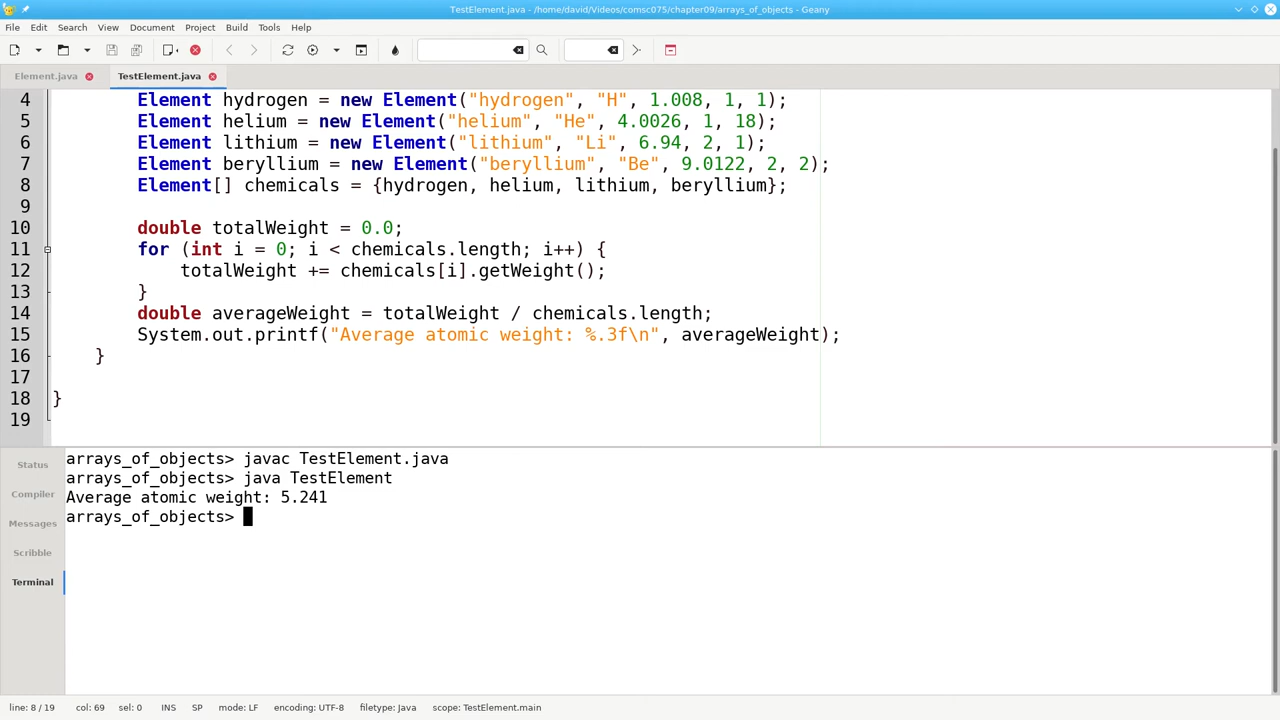 TestElement.java - /home/david/Videos/comsc075/chapter09/arrays_of_objects - Geany
File Edit Search View Document Project Build Tools Help
Element.java TestElement.java
4 Element hydrogen = new Element("hydrogen", "H", 1.008, 1, 1);
5 Element helium = new Element("helium", "He", 4.0026, 1, 18);
6 Element lithium = new Element("lithium", "Li", 6.94, 2, 1);
7 Element beryllium = new Element("beryllium", "Be", 9.0122, 2, 2);
8 Element[] chemicals = {hydrogen, helium, lithium, beryllium};
9
10 double totalWeight = 0.0;
11 for (int i = 0; i < chemicals.length; i++) {
12 totalWeight += chemicals[i].getWeight();
13 }
14 double averageWeight = totalWeight / chemicals.length;
15 System.out.printf("Average atomic weight: %.3f\n", averageWeight);
16 }
17
18 }
19
Status
Compiler
Messages
Scribble
Terminal
arrays_of_objects> javac TestElement.java
arrays_of_objects> java TestElement
Average atomic weight: 5.241
arrays_of_objects>
line: 8 / 19 col: 69 sel: 0 INS SP mode: LF encoding: UTF-8 filetype: Java scope: TestElement.main